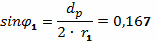 sinφ₁ = d_p / (2 · r₁) = 0,167